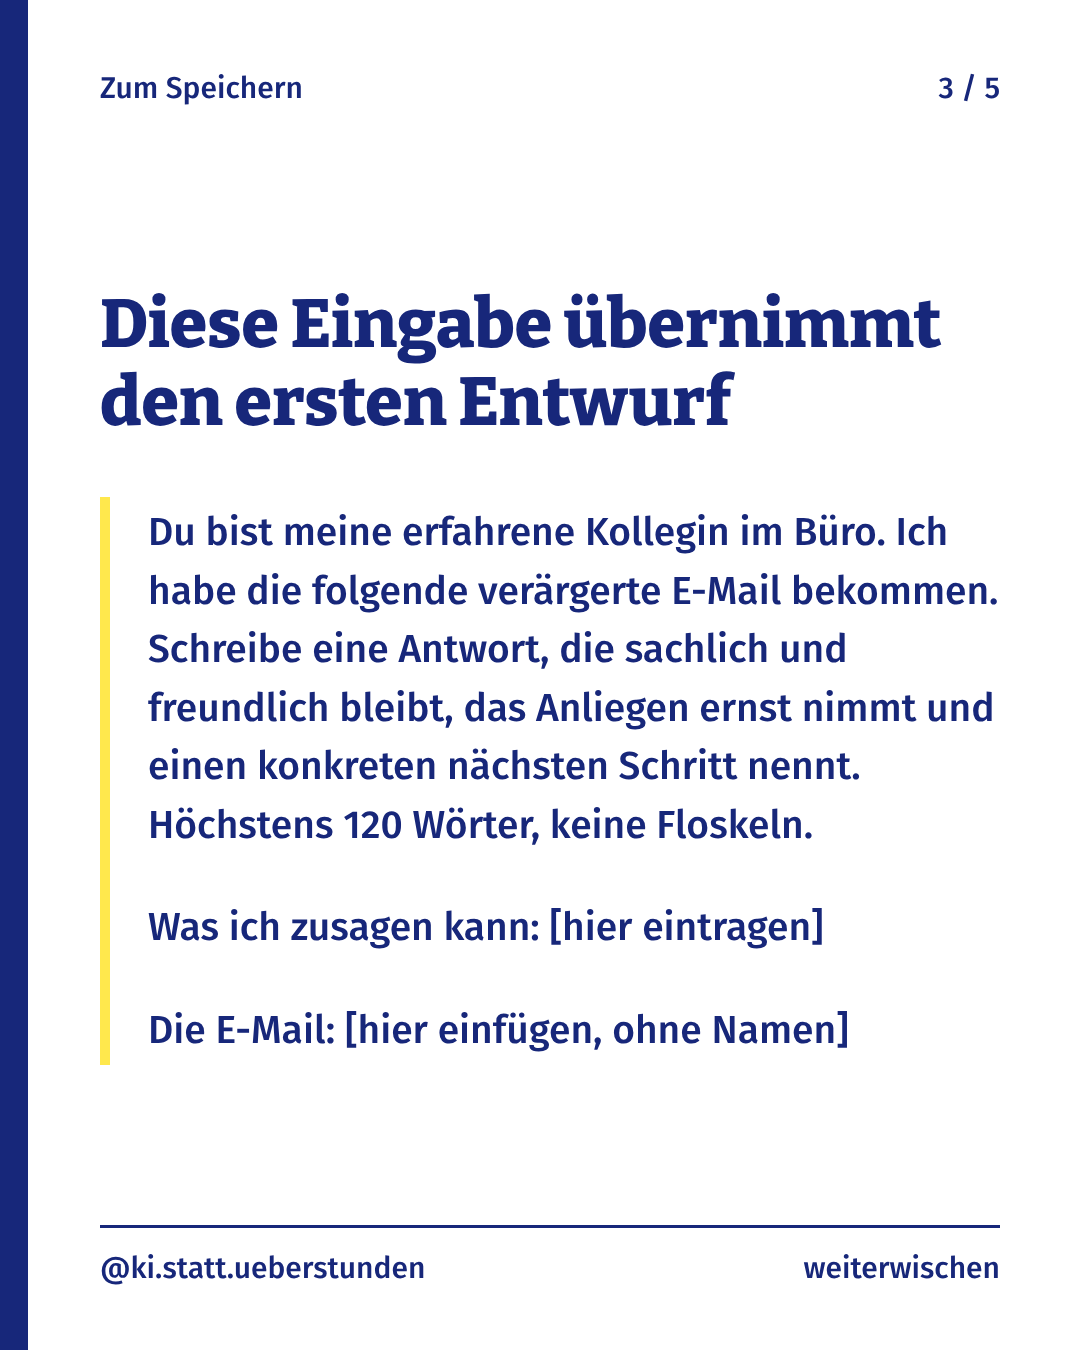 Zum Speichern
3 / 5
Diese Eingabe übernimmt
den ersten Entwurf
Du bist meine erfahrene Kollegin im Büro. Ich
habe die folgende verärgerte E-Mail bekommen.
Schreibe eine Antwort, die sachlich und
freundlich bleibt, das Anliegen ernst nimmt und
einen konkreten nächsten Schritt nennt.
Höchstens 120 Wörter, keine Floskeln.
Was ich zusagen kann: [hier eintragen]
Die E-Mail: [hier einfügen, ohne Namen]
@ki.statt.ueberstunden
weiterwischen